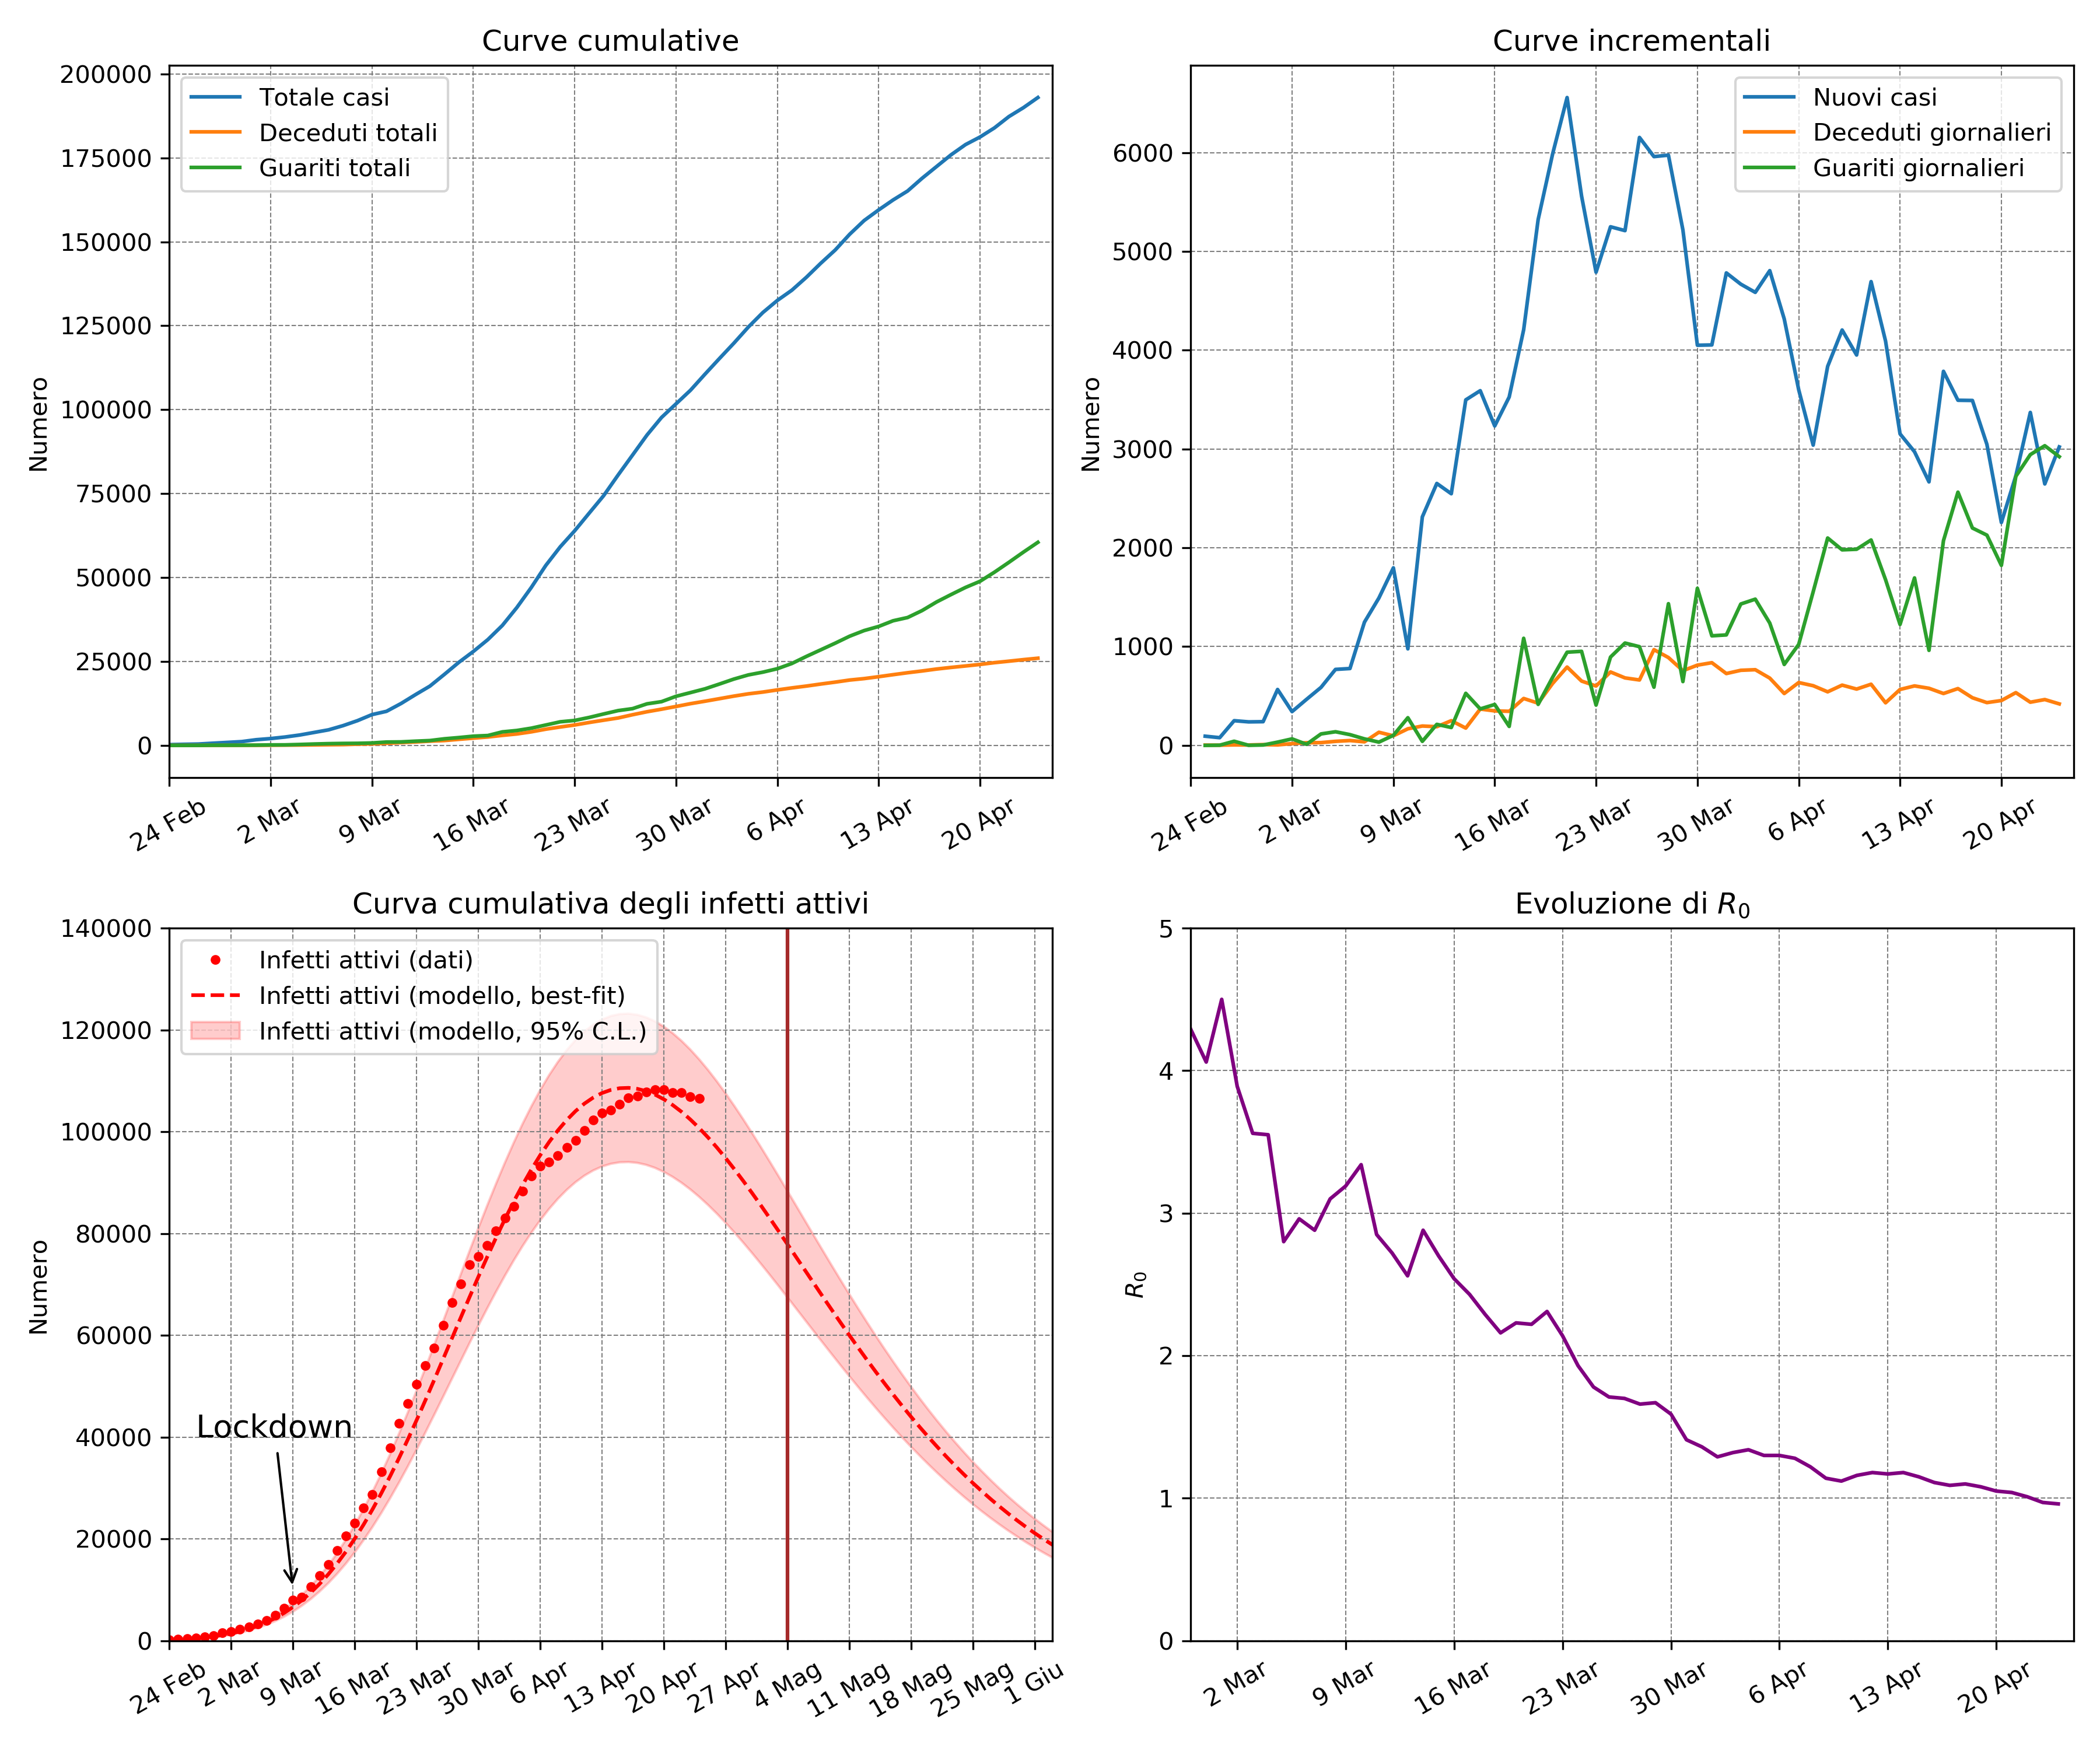 Curve cumulative
Numero
200000
175000
150000
125000
100000
75000
50000
25000
0
Totale casi
Deceduti totali
Guariti totali
24 Feb
2 Mar
9 Mar
16 Mar
23 Mar
30 Mar
6 Apr
13 Apr
20 Apr
Curve incrementali
Numero
6000
5000
4000
3000
2000
1000
0
Nuovi casi
Deceduti giornalieri
Guariti giornalieri
24 Feb
2 Mar
9 Mar
16 Mar
23 Mar
30 Mar
6 Apr
13 Apr
20 Apr
Curva cumulativa degli infetti attivi
Numero
140000
120000
100000
80000
60000
40000
20000
0
Infetti attivi (dati)
Infetti attivi (modello, best-fit)
Infetti attivi (modello, 95% C.L.)
Lockdown
24 Feb
2 Mar
9 Mar
16 Mar
23 Mar
30 Mar
6 Apr
13 Apr
20 Apr
27 Apr
4 Mag
11 Mag
18 Mag
25 Mag
1 Giu
Evoluzione di R₀
R₀
5
4
3
2
1
0
2 Mar
9 Mar
16 Mar
23 Mar
30 Mar
6 Apr
13 Apr
20 Apr